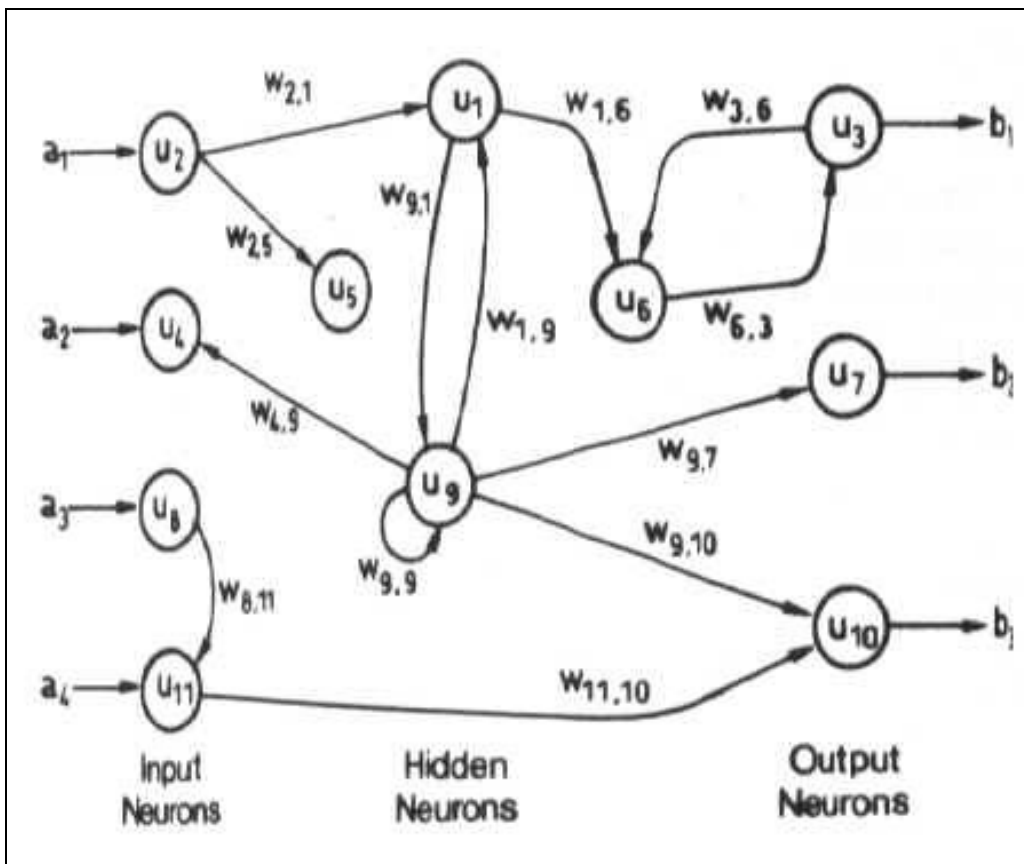 w2,1
u1
w1,6
w3,6
u3
b1
a1
u2
w9,1
w2,5
u5
u6
w6,3
w1,9
a2
u4
u7
w4,9
w9,7
u9
a3
u8
w9,10
w9,9
w8,11
u10
a4
u11
w11,10
Input
Neurons
Hidden
Neurons
Output
Neurons